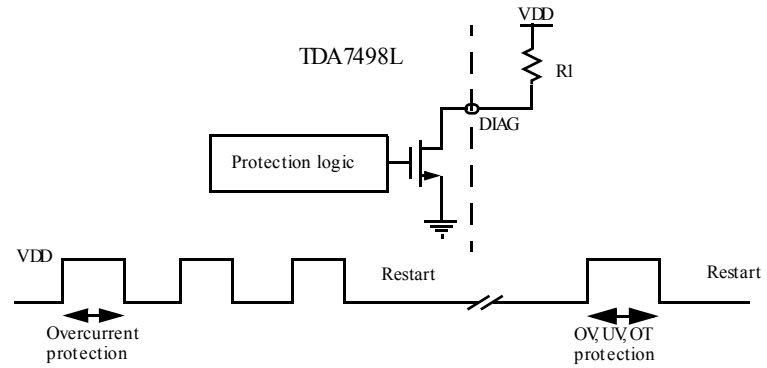 VDD
TDA7498L
R1
DIAG
Protection logic
VDD
Restart
Restart
Overcurrent
protection
OV, UV, OT
protection